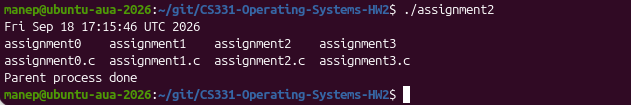 manep@ubuntu-aua-2026:~/git/CS331-Operating-Systems-HW2$ ./assignment2
Fri Sep 18 17:15:46 UTC 2026
assignment0    assignment1    assignment2    assignment3
assignment0.c  assignment1.c  assignment2.c  assignment3.c
Parent process done
manep@ubuntu-aua-2026:~/git/CS331-Operating-Systems-HW2$